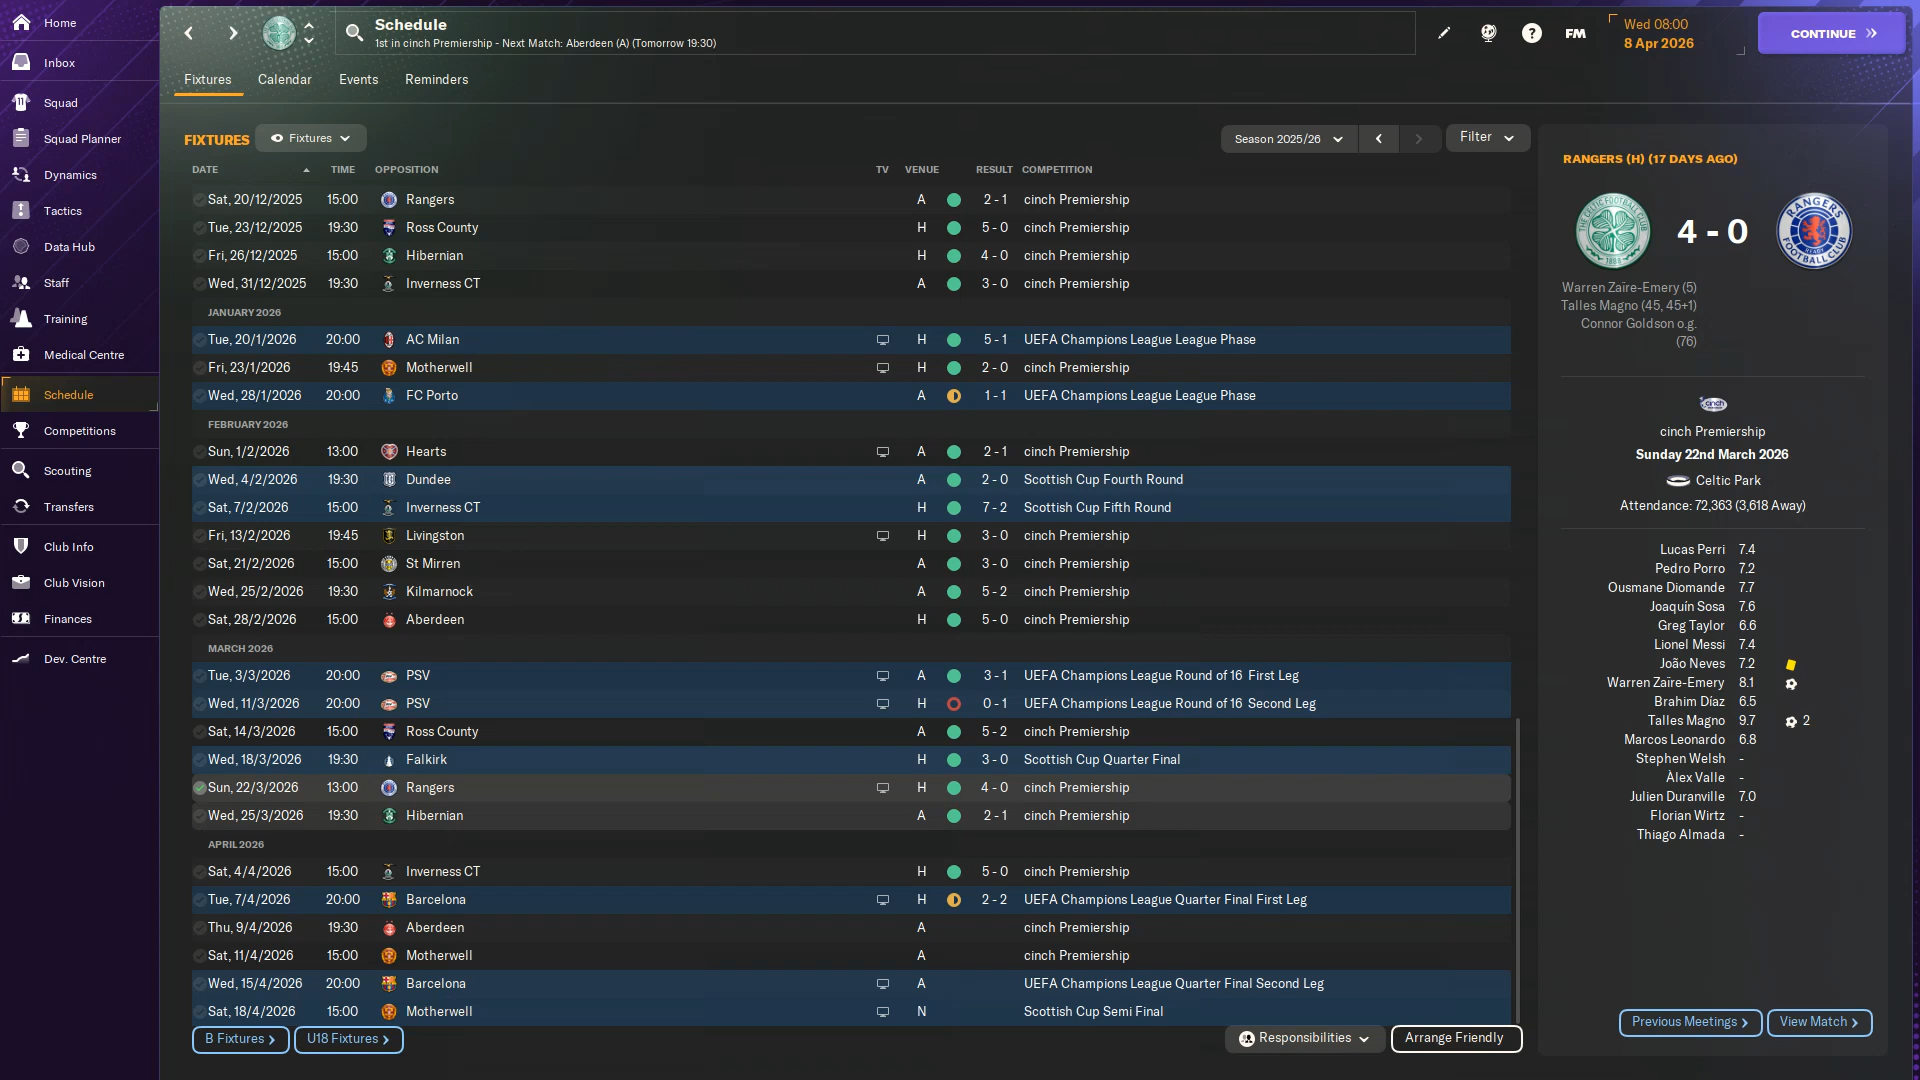 Home
Inbox
Squad
Squad Planner
Dynamics
Tactics
Data Hub
Staff
Training
Medical Centre
Schedule
Competitions
Scouting
Transfers
Club Info
Club Vision
Finances
Dev. Centre
Schedule
1st in cinch Premiership - Next Match: Aberdeen (A) (Tomorrow 19:30)
FM
Wed 08:00
8 Apr 2026
CONTINUE
Fixtures Calendar Events Reminders
FIXTURES Fixtures Season 2025/26 Filter
DATE TIME OPPOSITION TV VENUE RESULT COMPETITION
Sat, 20/12/2025 15:00 Rangers A 2 - 1 cinch Premiership
Tue, 23/12/2025 19:30 Ross County H 5 - 0 cinch Premiership
Fri, 26/12/2025 15:00 Hibernian H 4 - 0 cinch Premiership
Wed, 31/12/2025 19:30 Inverness CT A 3 - 0 cinch Premiership
JANUARY 2026
Tue, 20/1/2026 20:00 AC Milan H 5 - 1 UEFA Champions League League Phase
Fri, 23/1/2026 19:45 Motherwell H 2 - 0 cinch Premiership
Wed, 28/1/2026 20:00 FC Porto A 1 - 1 UEFA Champions League League Phase
FEBRUARY 2026
Sun, 1/2/2026 13:00 Hearts A 2 - 1 cinch Premiership
Wed, 4/2/2026 19:30 Dundee A 2 - 0 Scottish Cup Fourth Round
Sat, 7/2/2026 15:00 Inverness CT H 7 - 2 Scottish Cup Fifth Round
Fri, 13/2/2026 19:45 Livingston H 3 - 0 cinch Premiership
Sat, 21/2/2026 15:00 St Mirren A 3 - 0 cinch Premiership
Wed, 25/2/2026 19:30 Kilmarnock A 5 - 2 cinch Premiership
Sat, 28/2/2026 15:00 Aberdeen H 5 - 0 cinch Premiership
MARCH 2026
Tue, 3/3/2026 20:00 PSV A 3 - 1 UEFA Champions League Round of 16 First Leg
Wed, 11/3/2026 20:00 PSV H 0 - 1 UEFA Champions League Round of 16 Second Leg
Sat, 14/3/2026 15:00 Ross County A 5 - 2 cinch Premiership
Wed, 18/3/2026 19:30 Falkirk H 3 - 0 Scottish Cup Quarter Final
Sun, 22/3/2026 13:00 Rangers H 4 - 0 cinch Premiership
Wed, 25/3/2026 19:30 Hibernian A 2 - 1 cinch Premiership
APRIL 2026
Sat, 4/4/2026 15:00 Inverness CT H 5 - 0 cinch Premiership
Tue, 7/4/2026 20:00 Barcelona H 2 - 2 UEFA Champions League Quarter Final First Leg
Thu, 9/4/2026 19:30 Aberdeen A cinch Premiership
Sat, 11/4/2026 15:00 Motherwell A cinch Premiership
Wed, 15/4/2026 20:00 Barcelona A UEFA Champions League Quarter Final Second Leg
Sat, 18/4/2026 15:00 Motherwell N Scottish Cup Semi Final
B Fixtures U18 Fixtures Responsibilities Arrange Friendly
RANGERS (H) (17 DAYS AGO)
THE CELTIC FOOTBALL CLUB 1888
4 - 0
RANGERS FOOTBALL CLUB READY
Warren Zaïre-Emery (5)
Talles Magno (45, 45+1)
Connor Goldson o.g.
(76)
cinch
cinch Premiership
Sunday 22nd March 2026
Celtic Park
Attendance: 72,363 (3,618 Away)
Lucas Perri 7.4
Pedro Porro 7.2
Ousmane Diomande 7.7
Joaquín Sosa 7.6
Greg Taylor 6.6
Lionel Messi 7.4
João Neves 7.2
Warren Zaïre-Emery 8.1
Brahim Díaz 6.5
Talles Magno 9.7 2
Marcos Leonardo 6.8
Stephen Welsh -
Àlex Valle -
Julien Duranville 7.0
Florian Wirtz -
Thiago Almada -
Previous Meetings View Match